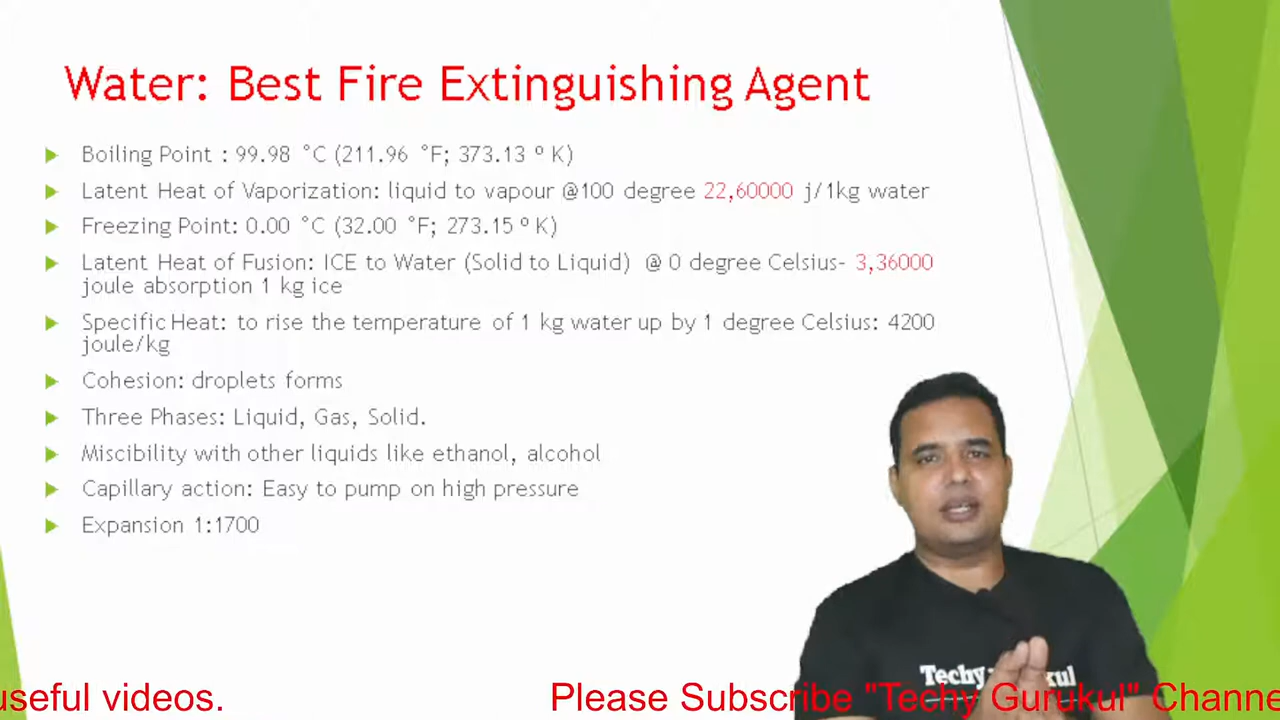 Water: Best Fire Extinguishing Agent
Boiling Point : 99.98 °C (211.96 °F; 373.13 º K)
Latent Heat of Vaporization: liquid to vapour @100 degree 22,60000 j/1kg water
Freezing Point: 0.00 °C (32.00 °F; 273.15 º K)
Latent Heat of Fusion: ICE to Water (Solid to Liquid) @ 0 degree Celsius- 3,36000
joule absorption 1 kg ice
Specific Heat: to rise the temperature of 1 kg water up by 1 degree Celsius: 4200
joule/kg
Cohesion: droplets forms
Three Phases: Liquid, Gas, Solid.
Miscibility with other liquids like ethanol, alcohol
Capillary action: Easy to pump on high pressure
Expansion 1:1700
Techy
useful videos. Please Subscribe "Techy Gurukul" Channe